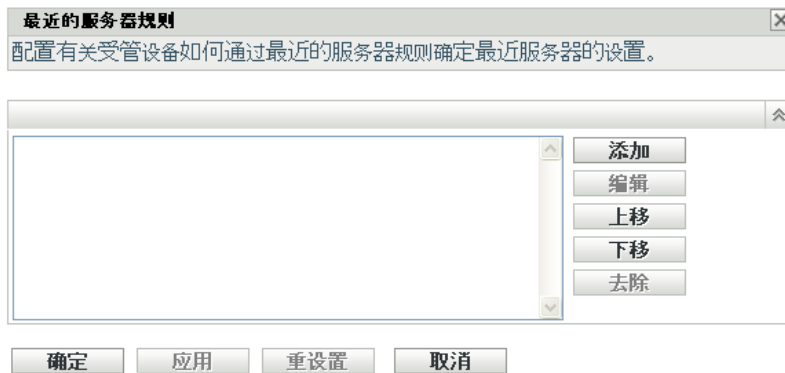 最近的服务器规则
配置有关受管设备如何通过最近的服务器规则确定最近服务器的设置。
添加
编辑
上移
下移
去除
确定 应用 重设置 取消